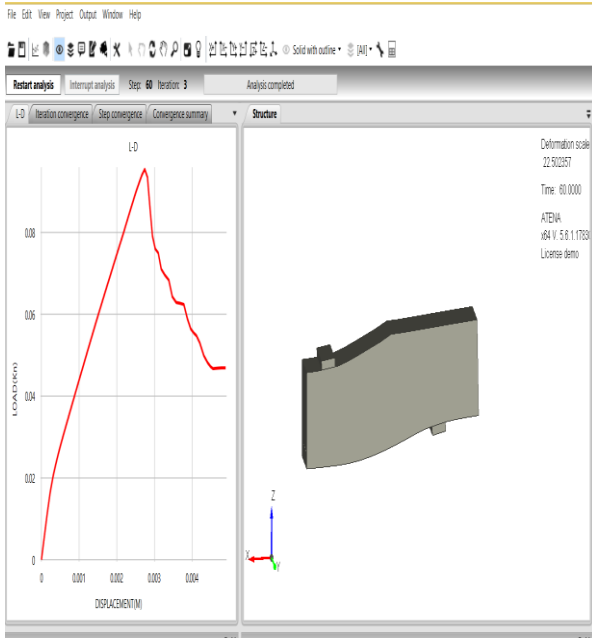 File Edit View Project Output Window Help
Solid with outline [All]
Restart analysis Interrupt analysis Step: 60 Iteration: 3 Analysis completed
L-D Iteration convergence Step convergence Convergence summary Structure
L-D
Deformation scale
22.502357
Time: 60.0000
ATENA
x64 V. 5.6.1.1783
License demo
0.08
0.06
0.04
0.02
0
LOAD(Kn)
0 0.001 0.002 0.003 0.004
DISPLACEMENT(M)
Z
X
Y